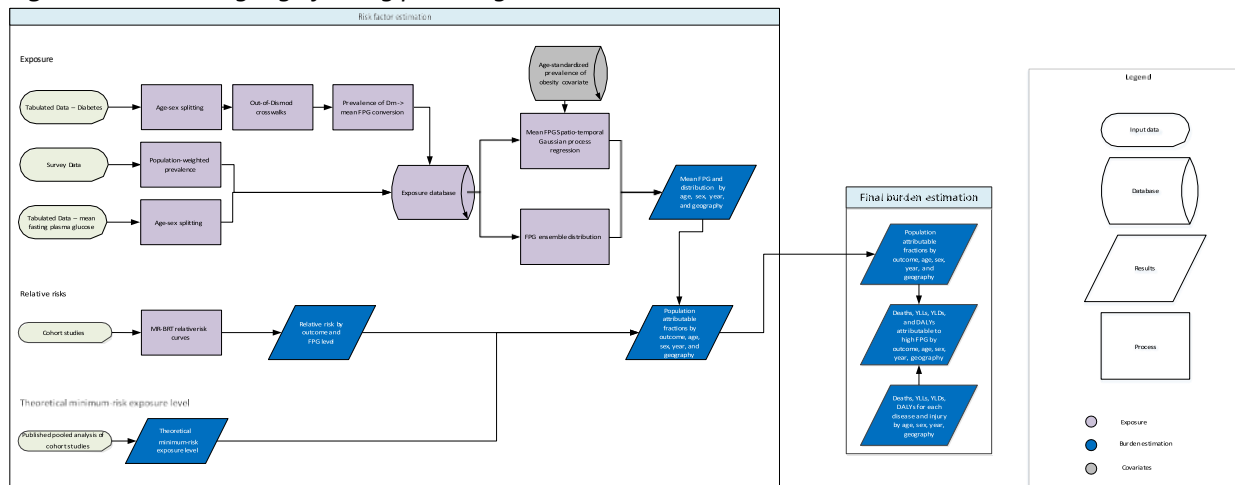 Risk factor estimation
Exposure
Age-standardized
prevalence of
obesity covariate
Tabulated Data – Diabetes
Age-sex splitting
Out-of-Dismod
crosswalks
Prevalence of Dm->
mean FPG conversion
Survey Data
Population-weighted
prevalence
Tabulated Data – mean
fasting plasma glucose
Age-sex splitting
Exposure database
Mean FPG Spatio-temporal
Gaussian process
regression
FPG ensemble distribution
Mean FPG and
distribution by
age, sex, year,
and geography
Relative risks
Cohort studies
MR-BRT relative risk
curves
Relative risk by
outcome and
FPG level
Population
attributable
fractions by
outcome, age,
sex, year, and
geography
Theoretical minimum-risk exposure level
Published pooled analysis of
cohort studies
Theoretical
minimum-risk
exposure level
Final burden estimation
Population
attributable
fractions by
outcome, age, sex,
year, and
geography
Deaths, YLLs, YLDs,
and DALYs
attributable to
high FPG by
outcome, age, sex,
year, geography
Deaths, YLLs, YLDs,
DALYs for each
disease and injury
by age, sex, year,
geography
Legend
Input data
Database
Results
Process
Exposure
Burden estimation
Covariates